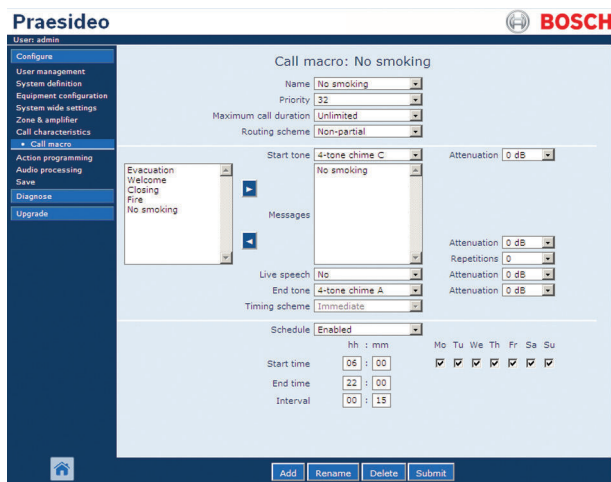 Praesideo
BOSCH
User: admin
Configure
User management
System definition
Equipment configuration
System wide settings
Zone & amplifier
Call characteristics
• Call macro
Action programming
Audio processing
Save
Diagnose
Upgrade
Call macro: No smoking
Name No smoking
Priority 32
Maximum call duration Unlimited
Routing scheme Non-partial
Start tone 4-tone chime C Attenuation 0 dB
Evacuation
Welcome
Closing
Fire
No smoking
Messages
No smoking
Attenuation 0 dB
Repetitions 0
Live speech No Attenuation 0 dB
End tone 4-tone chime A Attenuation 0 dB
Timing scheme Immediate
Schedule Enabled
hh : mm Mo Tu We Th Fr Sa Su
Start time 06 : 00
End time 22 : 00
Interval 00 : 15
Add Rename Delete Submit